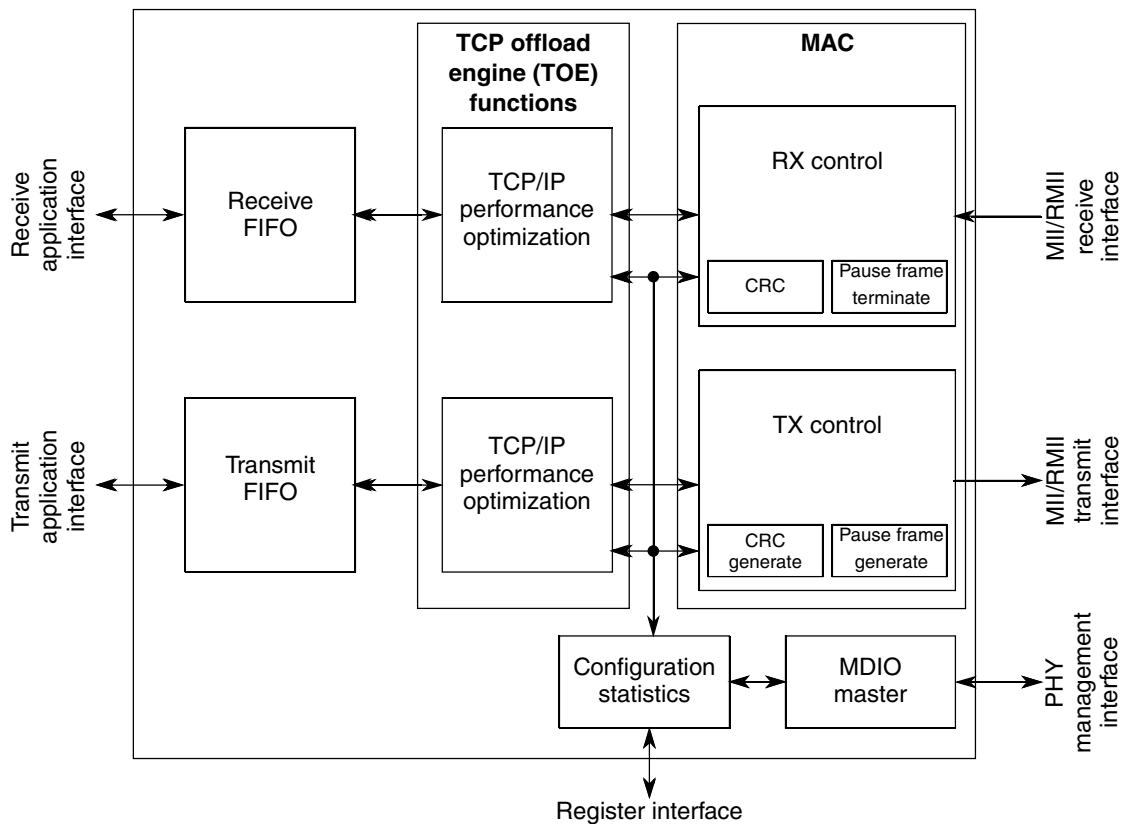 TCP offload
engine (TOE)
functions
MAC
Receive
application
interface
Receive
FIFO
TCP/IP
performance
optimization
RX control
CRC
Pause frame
terminate
MII/RMII
receive
interface
Transmit
application
interface
Transmit
FIFO
TCP/IP
performance
optimization
TX control
CRC
generate
Pause frame
generate
MII/RMII
transmit
interface
Configuration
statistics
MDIO
master
PHY
management
interface
Register interface